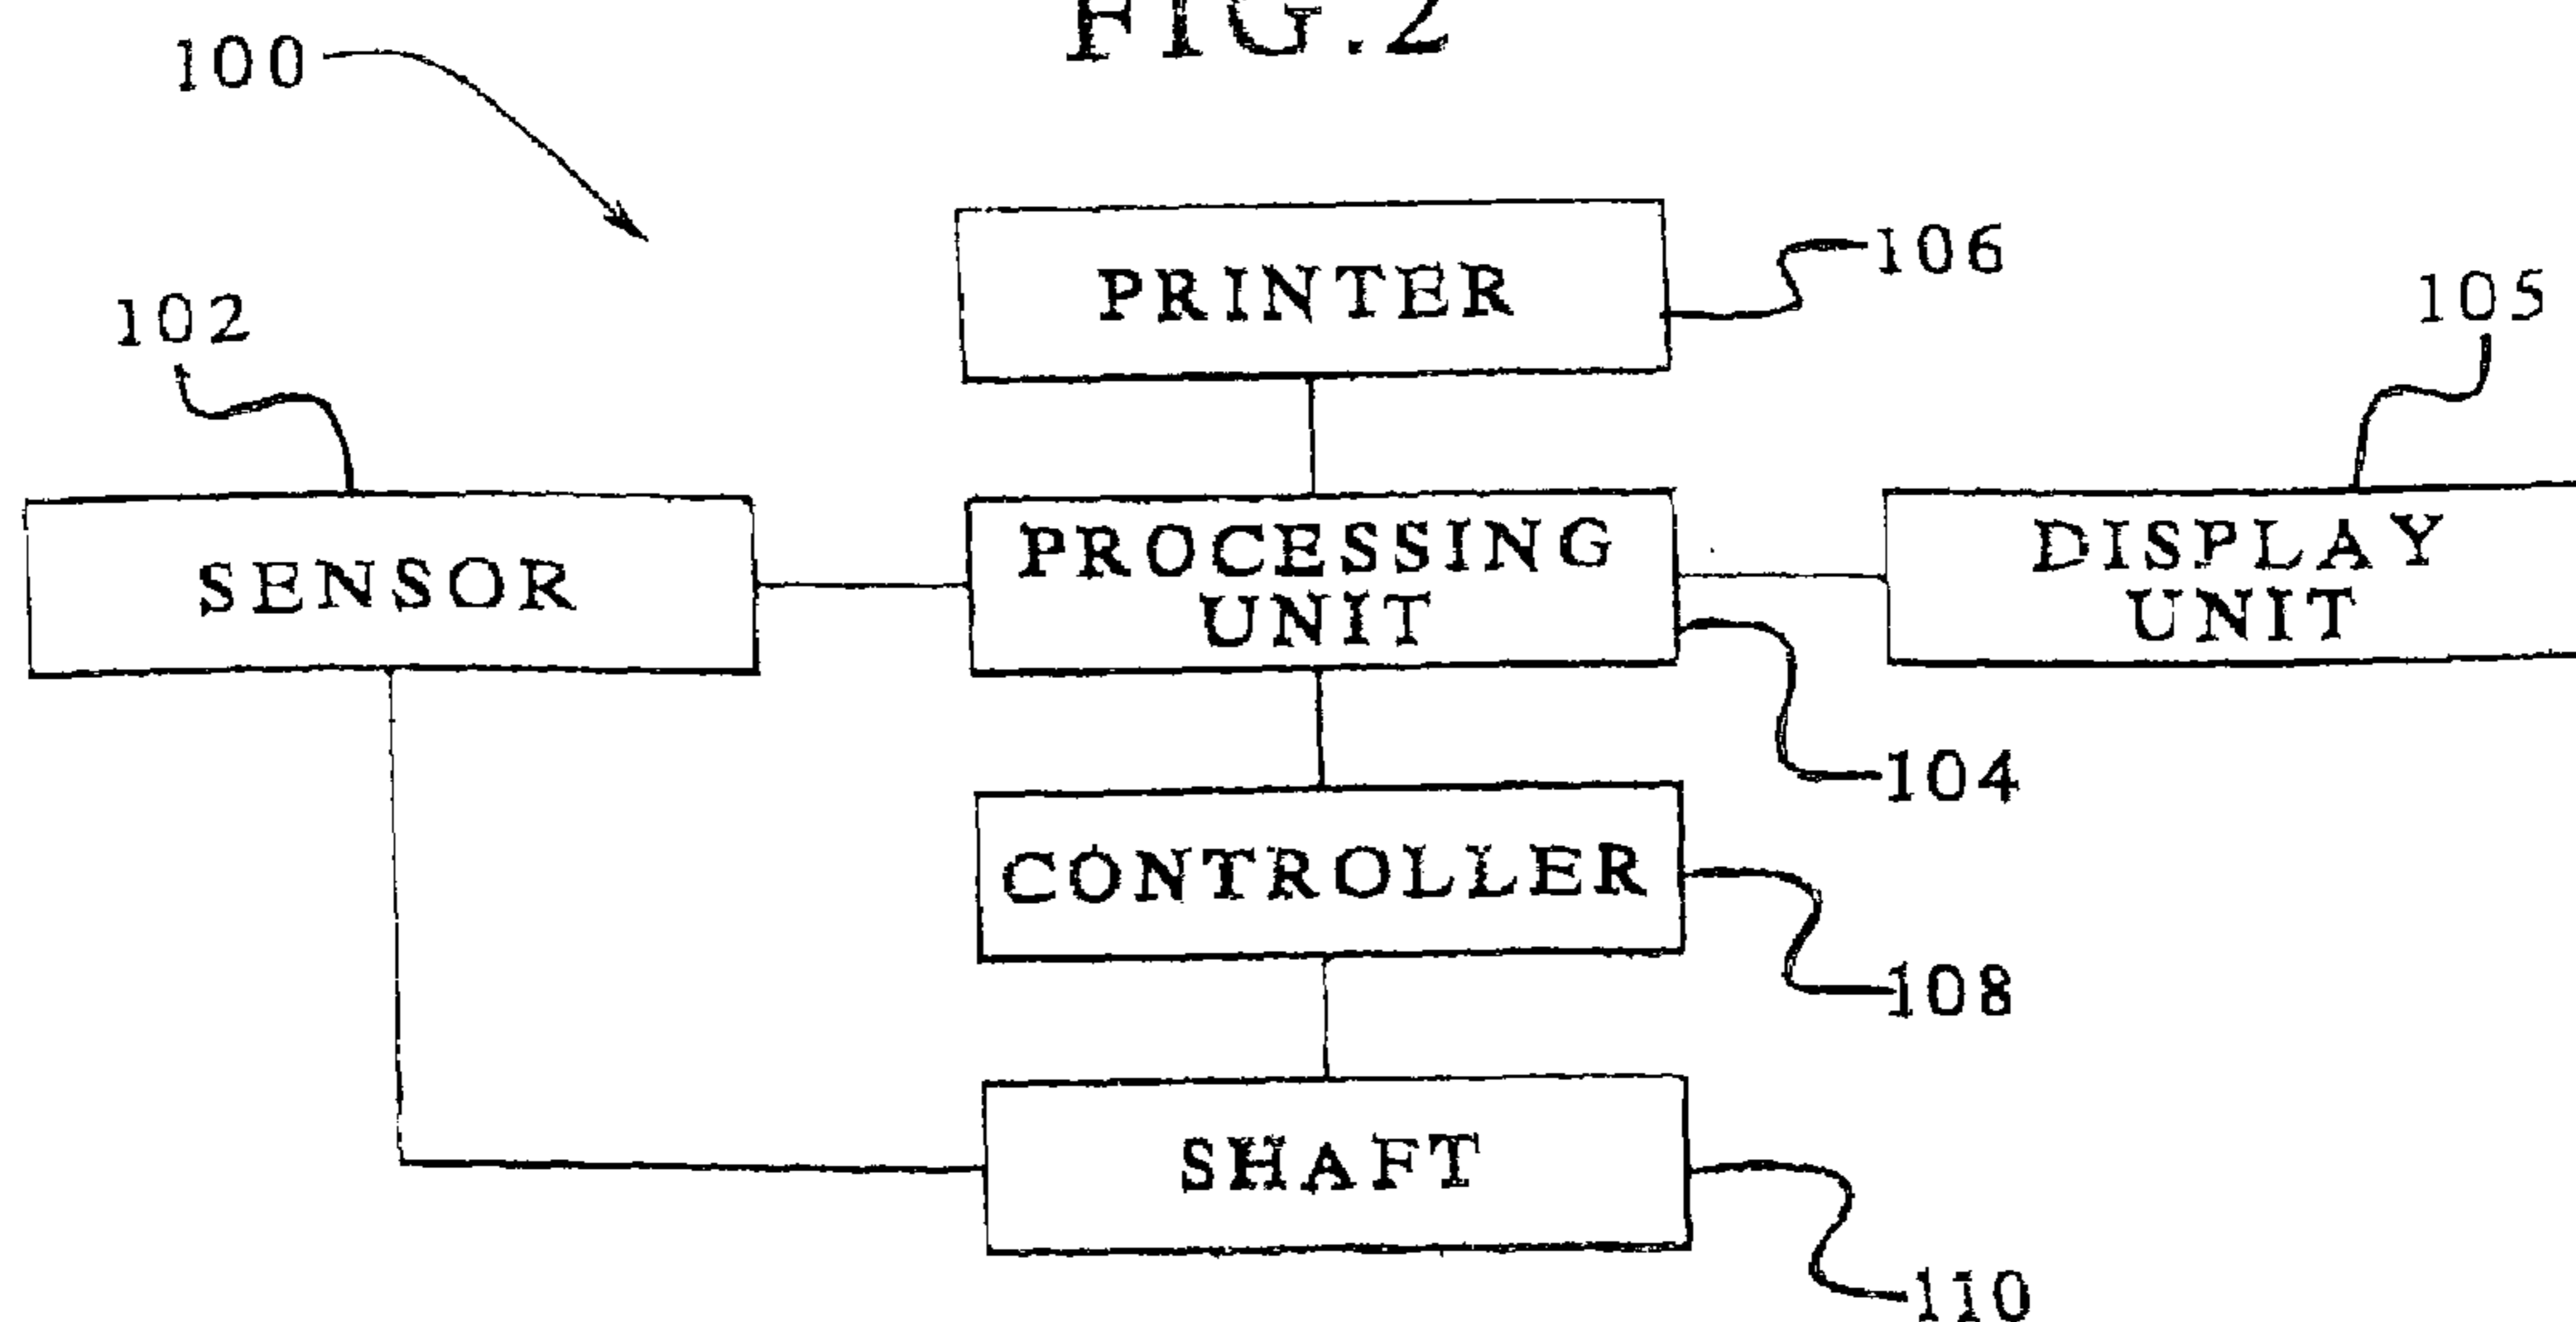 FIG.2
100
PRINTER
106
102
105
SENSOR
PROCESSING
UNIT
DISPLAY
UNIT
104
CONTROLLER
108
SHAFT
110